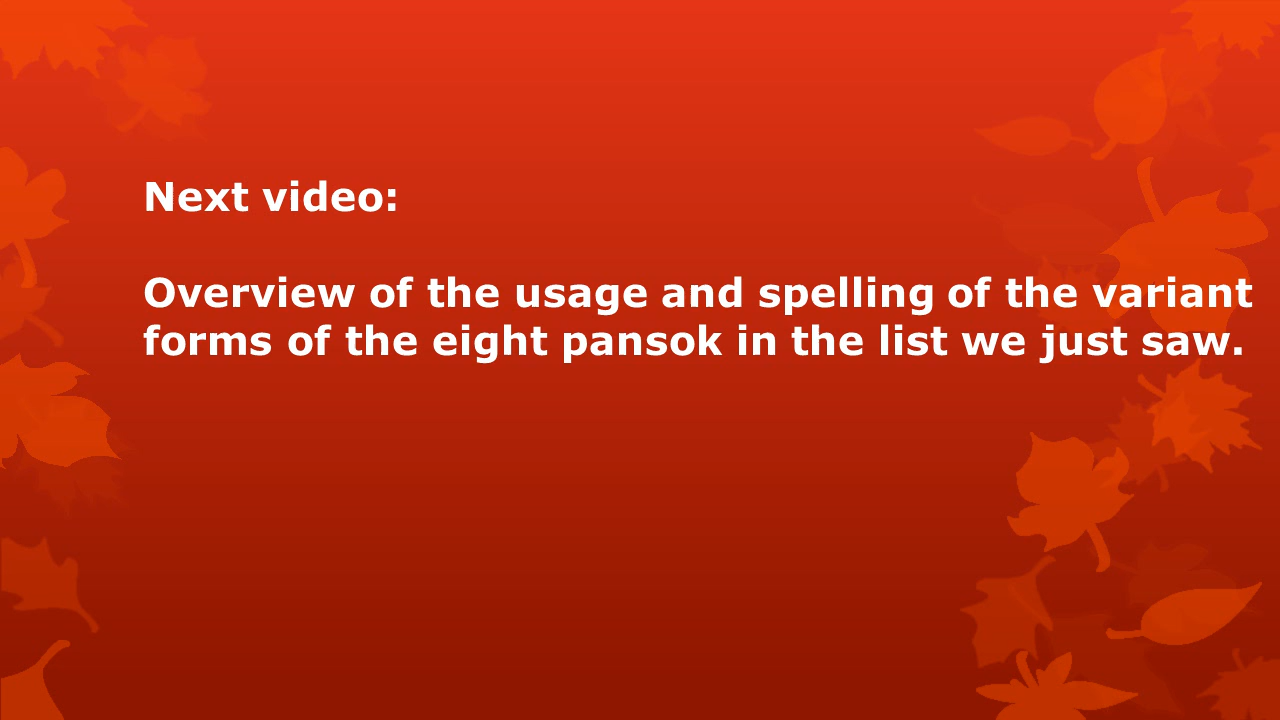 Next video:
Overview of the usage and spelling of the variant
forms of the eight pansok in the list we just saw.